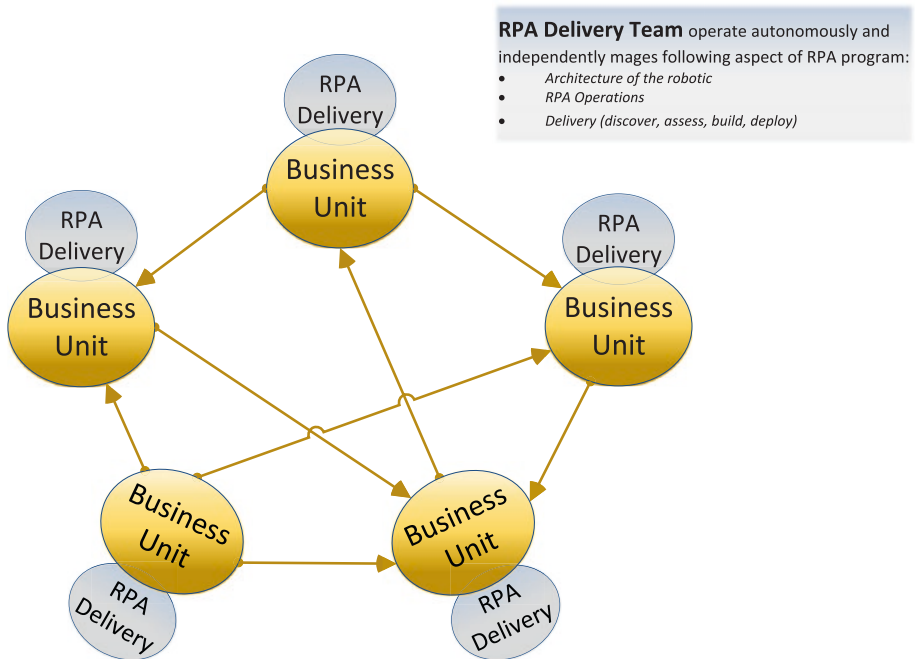 RPA Delivery Team operate autonomously and
independently mages following aspect of RPA program:
• Architecture of the robotic
• RPA Operations
• Delivery (discover, assess, build, deploy)
RPA
Delivery
Business
Unit
RPA
Delivery
Business
Unit
RPA
Delivery
Business
Unit
Business
Unit
RPA
Delivery
Business
Unit
RPA
Delivery